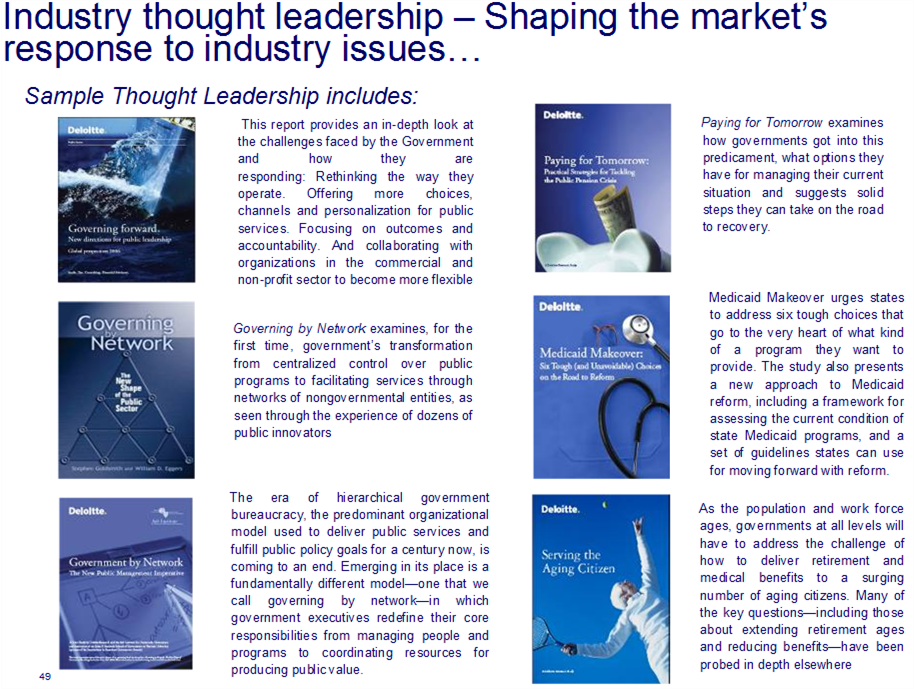 Industry thought leadership – Shaping the market's
response to industry issues…
Sample Thought Leadership includes:
Deloitte.
Governing forward.
New directions for public leadership
This report provides an in-depth look at
the challenges faced by the Government
and how they are
responding: Rethinking the way they
operate. Offering more choices,
channels and personalization for public
services. Focusing on outcomes and
accountability. And collaborating with
organizations in the commercial and
non-profit sector to become more flexible
Governing
by
Network
The
New
Shape
of the
Public
Sector
Stephen Goldsmith and William D. Eggers
Governing by Network examines, for the
first time, government's transformation
from centralized control over public
programs to facilitating services through
networks of nongovernmental entities, as
seen through the experience of dozens of
public innovators
Deloitte.
Government by Network
The New Public Management Imperative
The era of hierarchical government
bureaucracy, the predominant organizational
model used to deliver public services and
fulfill public policy goals for a century now, is
coming to an end. Emerging in its place is a
fundamentally different model—one that we
call governing by network—in which
government executives redefine their core
responsibilities from managing people and
programs to coordinating resources for
producing public value.
Deloitte.
Paying for Tomorrow:
Practical Strategies for Tackling
the Public Pension Crisis
Paying for Tomorrow examines
how governments got into this
predicament, what options they
have for managing their current
situation and suggests solid
steps they can take on the road
to recovery.
Deloitte.
Medicaid Makeover:
Six Tough (and Unavoidable) Choices
on the Road to Reform
Medicaid Makeover urges states
to address six tough choices that
go to the very heart of what kind
of a program they want to
provide. The study also presents
a new approach to Medicaid
reform, including a framework for
assessing the current condition of
state Medicaid programs, and a
set of guidelines states can use
for moving forward with reform.
Deloitte.
Serving the
Aging Citizen
As the population and work force
ages, governments at all levels will
have to address the challenge of
how to deliver retirement and
medical benefits to a surging
number of aging citizens. Many of
the key questions—including those
about extending retirement ages
and reducing benefits—have been
probed in depth elsewhere
49